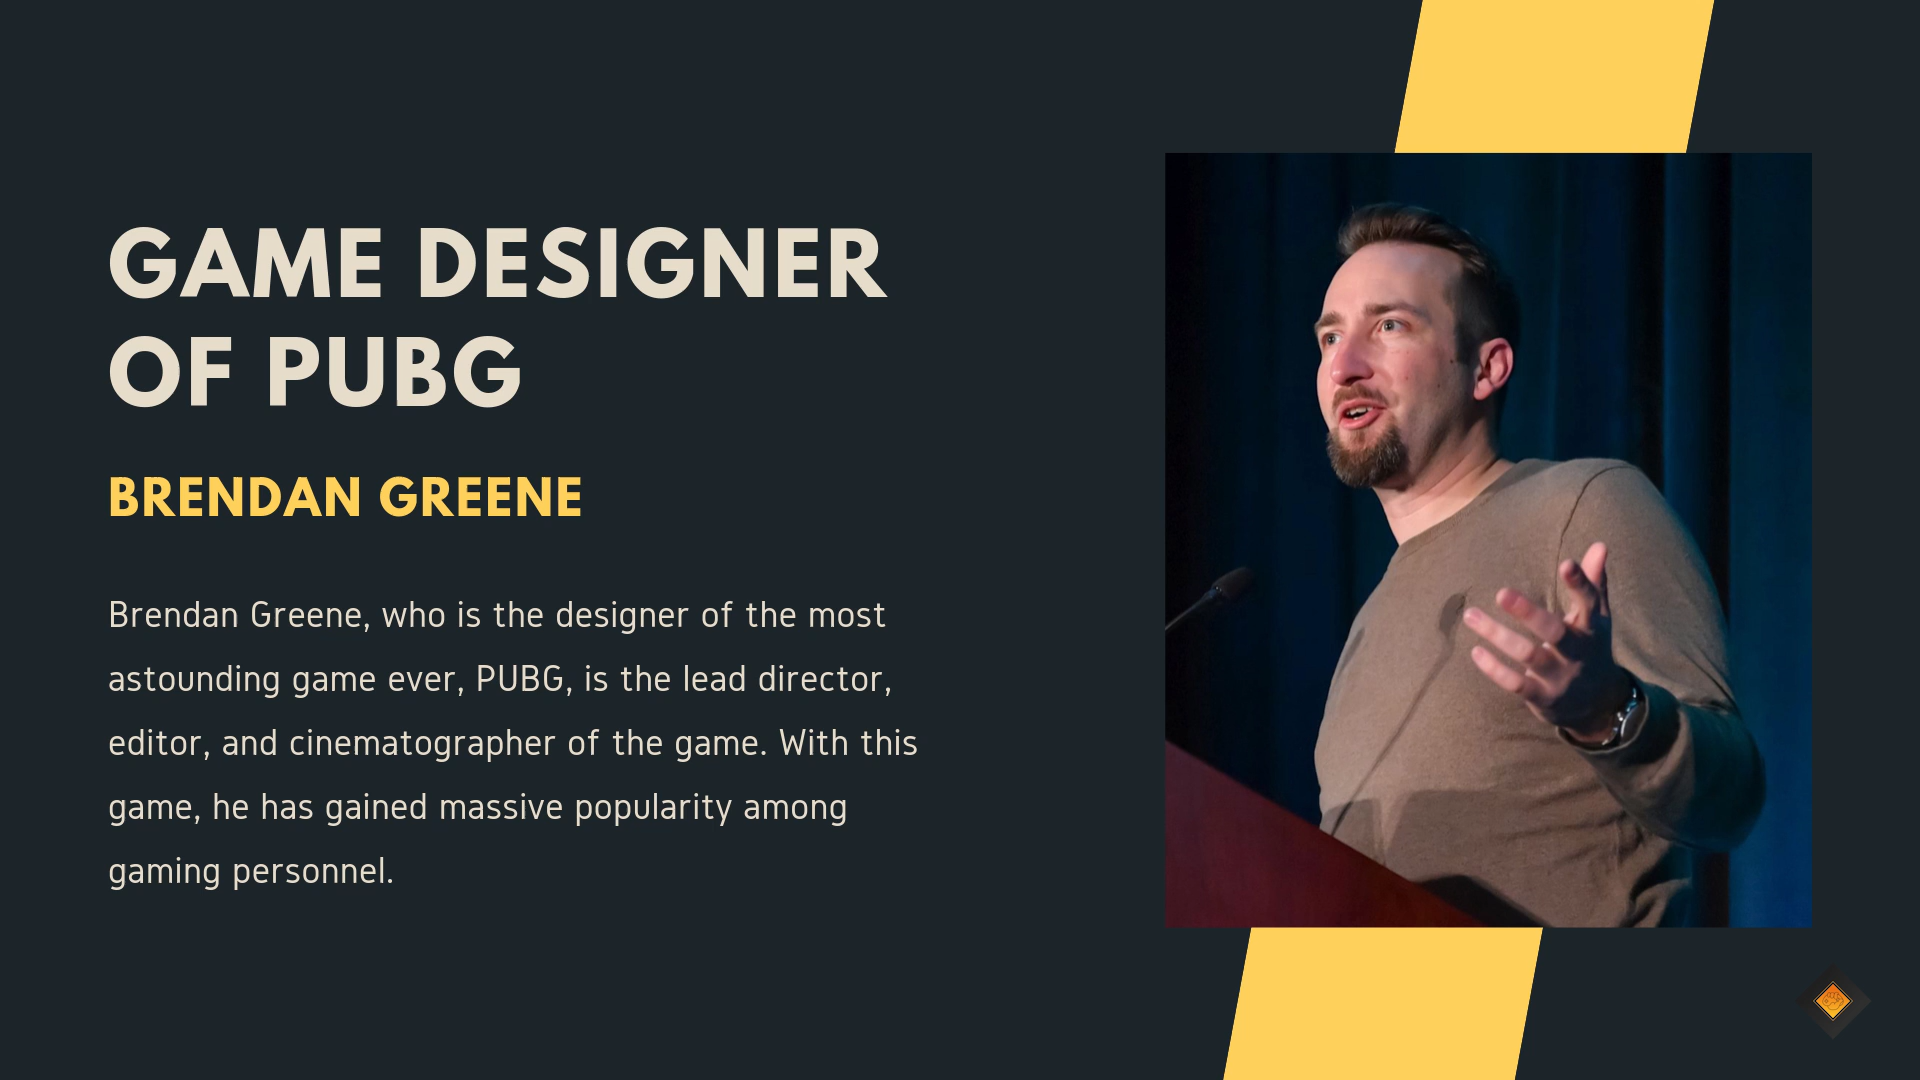 GAME DESIGNER
OF PUBG
BRENDAN GREENE
Brendan Greene, who is the designer of the most
astounding game ever, PUBG, is the lead director,
editor, and cinematographer of the game. With this
game, he has gained massive popularity among
gaming personnel.